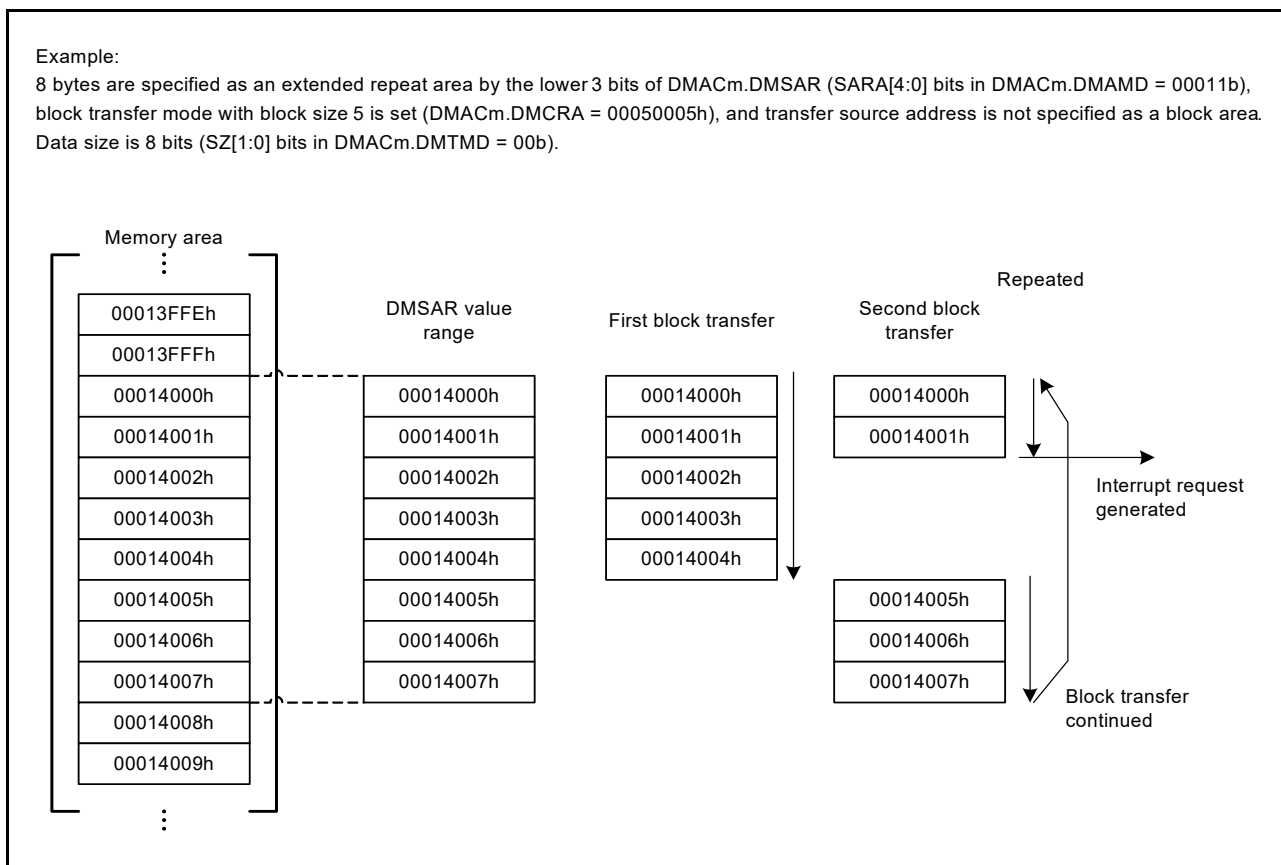 Example:
8 bytes are specified as an extended repeat area by the lower 3 bits of DMACm.DMSAR (SARA[4:0] bits in DMACm.DMAMD = 00011b),
block transfer mode with block size 5 is set (DMACm.DMCRA = 00050005h), and transfer source address is not specified as a block area.
Data size is 8 bits (SZ[1:0] bits in DMACm.DMTMD = 00b).
Memory area
00013FFEh
00013FFFh
00014000h
00014001h
00014002h
00014003h
00014004h
00014005h
00014006h
00014007h
00014008h
00014009h
DMSAR value
range
00014000h
00014001h
00014002h
00014003h
00014004h
00014005h
00014006h
00014007h
First block transfer
00014000h
00014001h
00014002h
00014003h
00014004h
Second block
transfer
00014000h
00014001h
00014005h
00014006h
00014007h
Repeated
Interrupt request
generated
Block transfer
continued